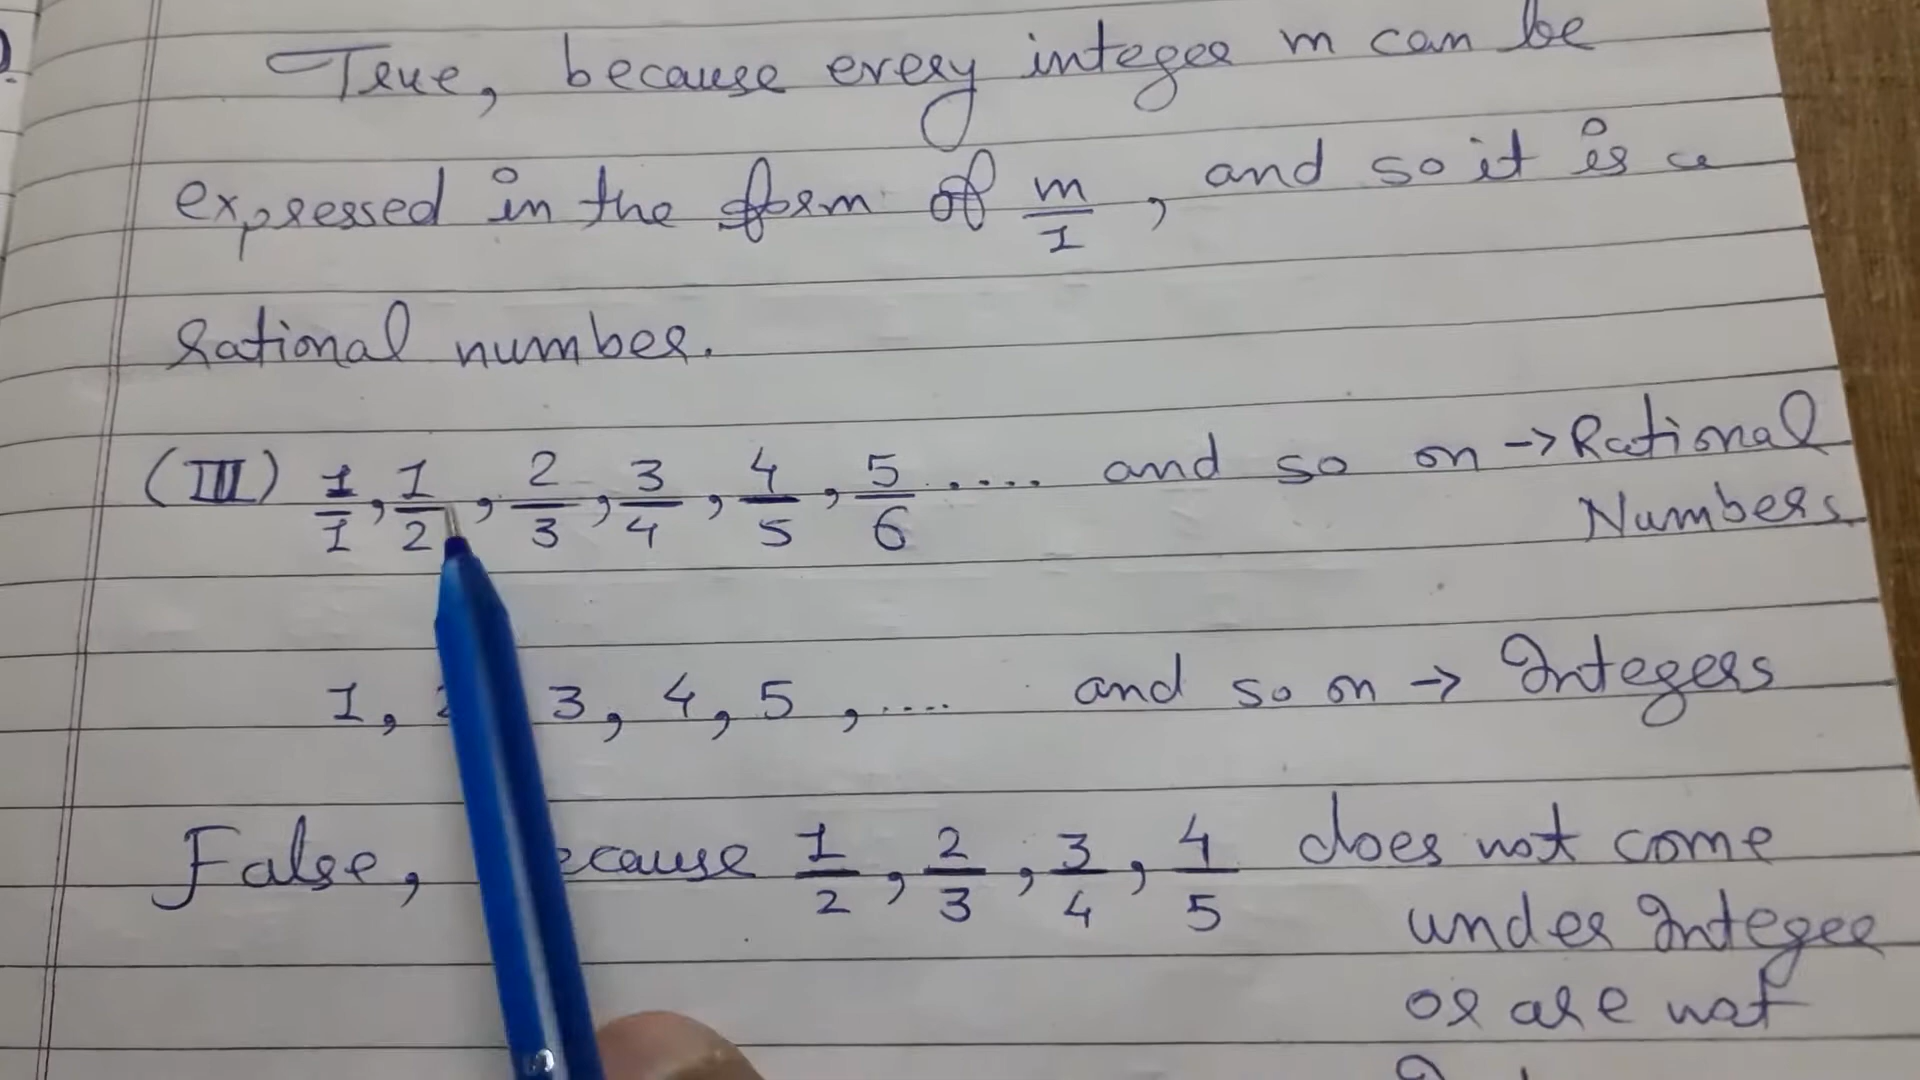 True, because every integer m can be
expressed in the form of m/1, and so it is a
rational number.
(III) 1/1, 1/2, 2/3, 3/4, 4/5, 5/6 .... and so on → Rational
Numbers
1, 3, 4, 5, .... and so on → Integers
False, 1/2, 2/3, 3/4, 4/5 does not come
under Integer
or are not